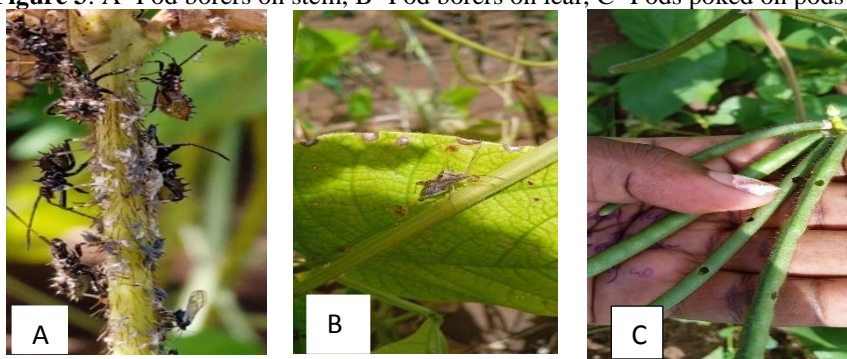 Figure 3: A=Pod borers on stem; B=Pod borers on leaf; C=Pods poked on pods
A
B
C